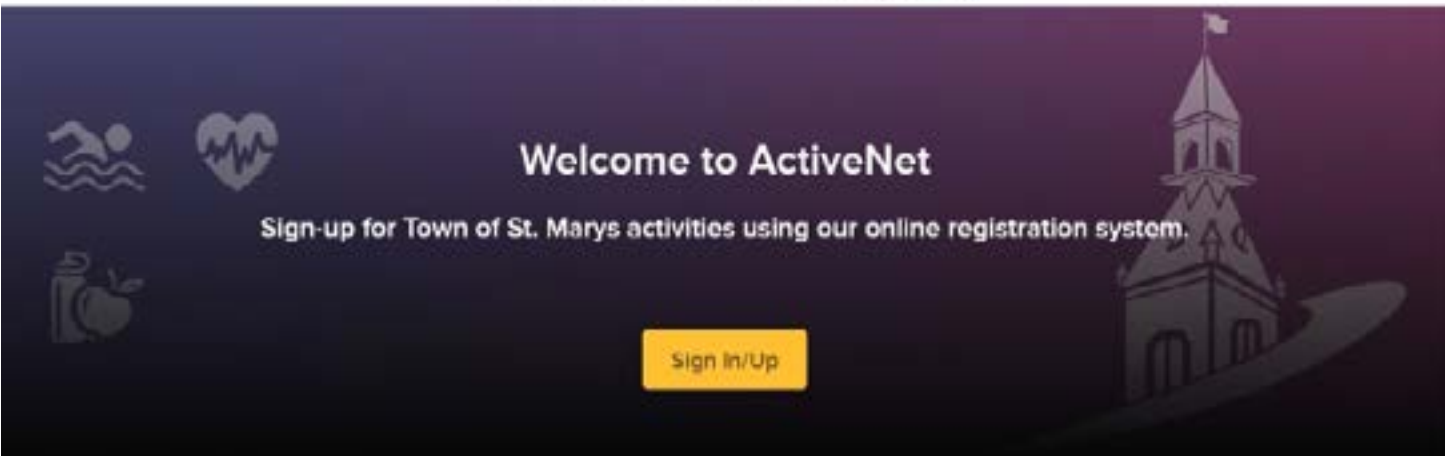 Welcome to ActiveNet
Sign-up for Town of St. Marys activities using our online registration system.
Sign In/Up